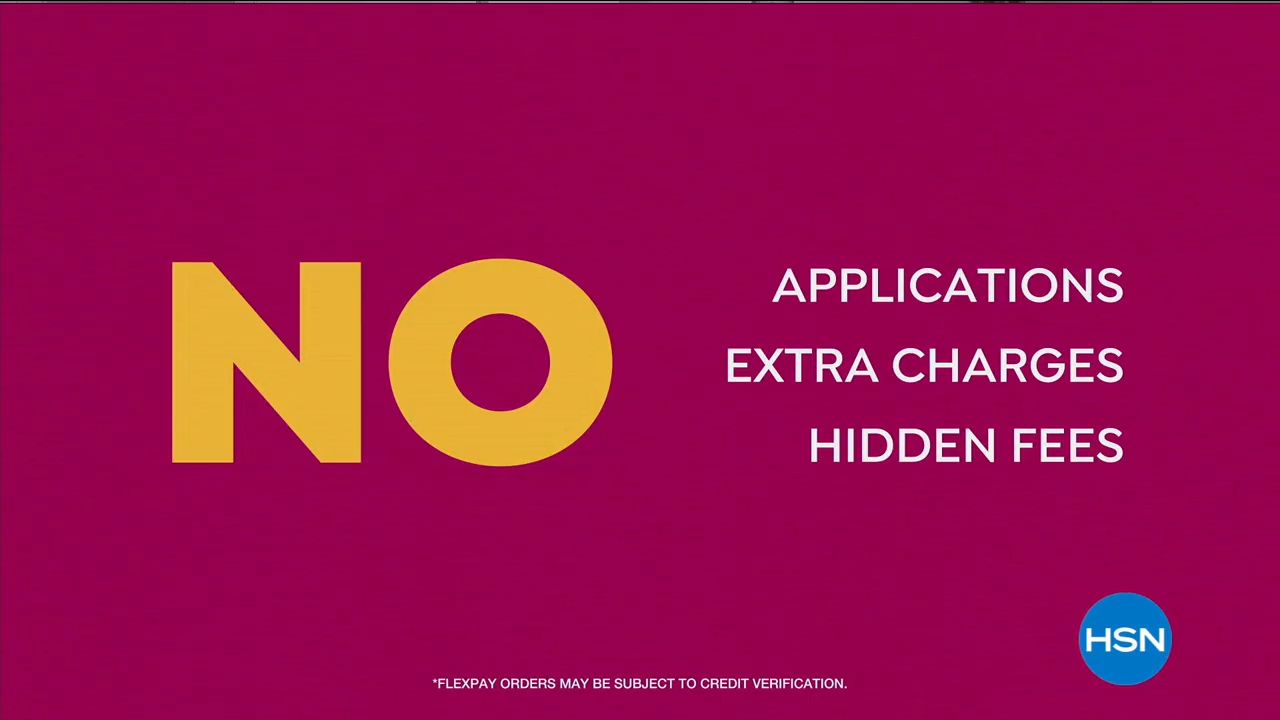 NO
APPLICATIONS
EXTRA CHARGES
HIDDEN FEES
HSN
*FLEXPAY ORDERS MAY BE SUBJECT TO CREDIT VERIFICATION.